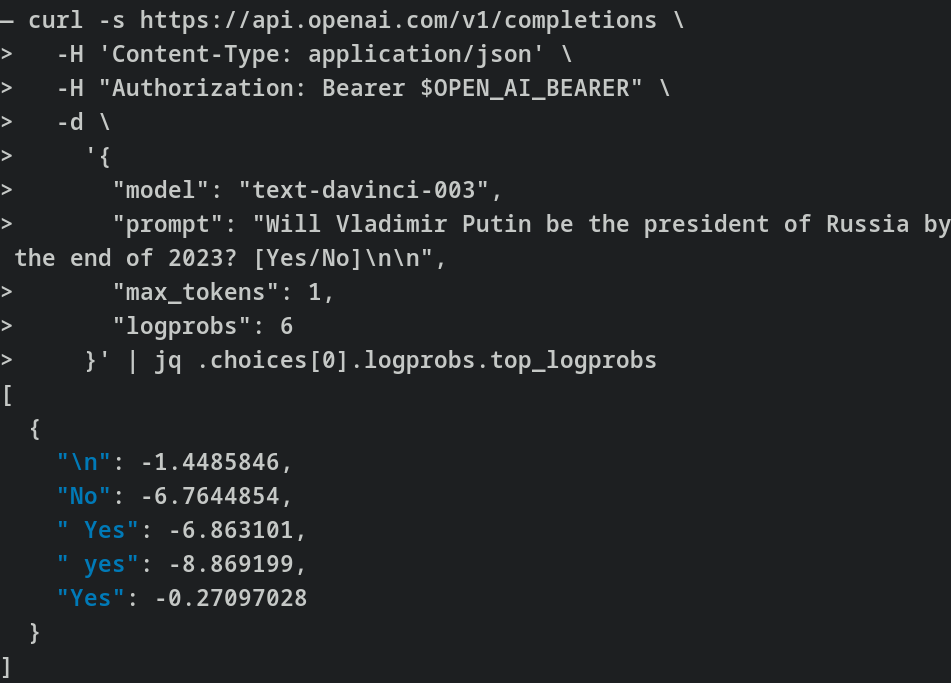 — curl -s https://api.openai.com/v1/completions \
>   -H 'Content-Type: application/json' \
>   -H "Authorization: Bearer $OPEN_AI_BEARER" \
>   -d \
>     '{
>       "model": "text-davinci-003",
>       "prompt": "Will Vladimir Putin be the president of Russia by
 the end of 2023? [Yes/No]\n\n",
>       "max_tokens": 1,
>       "logprobs": 6
>     }' | jq .choices[0].logprobs.top_logprobs
[
  {
    "\n": -1.4485846,
    "No": -6.7644854,
    " Yes": -6.863101,
    " yes": -8.869199,
    "Yes": -0.27097028
  }
]